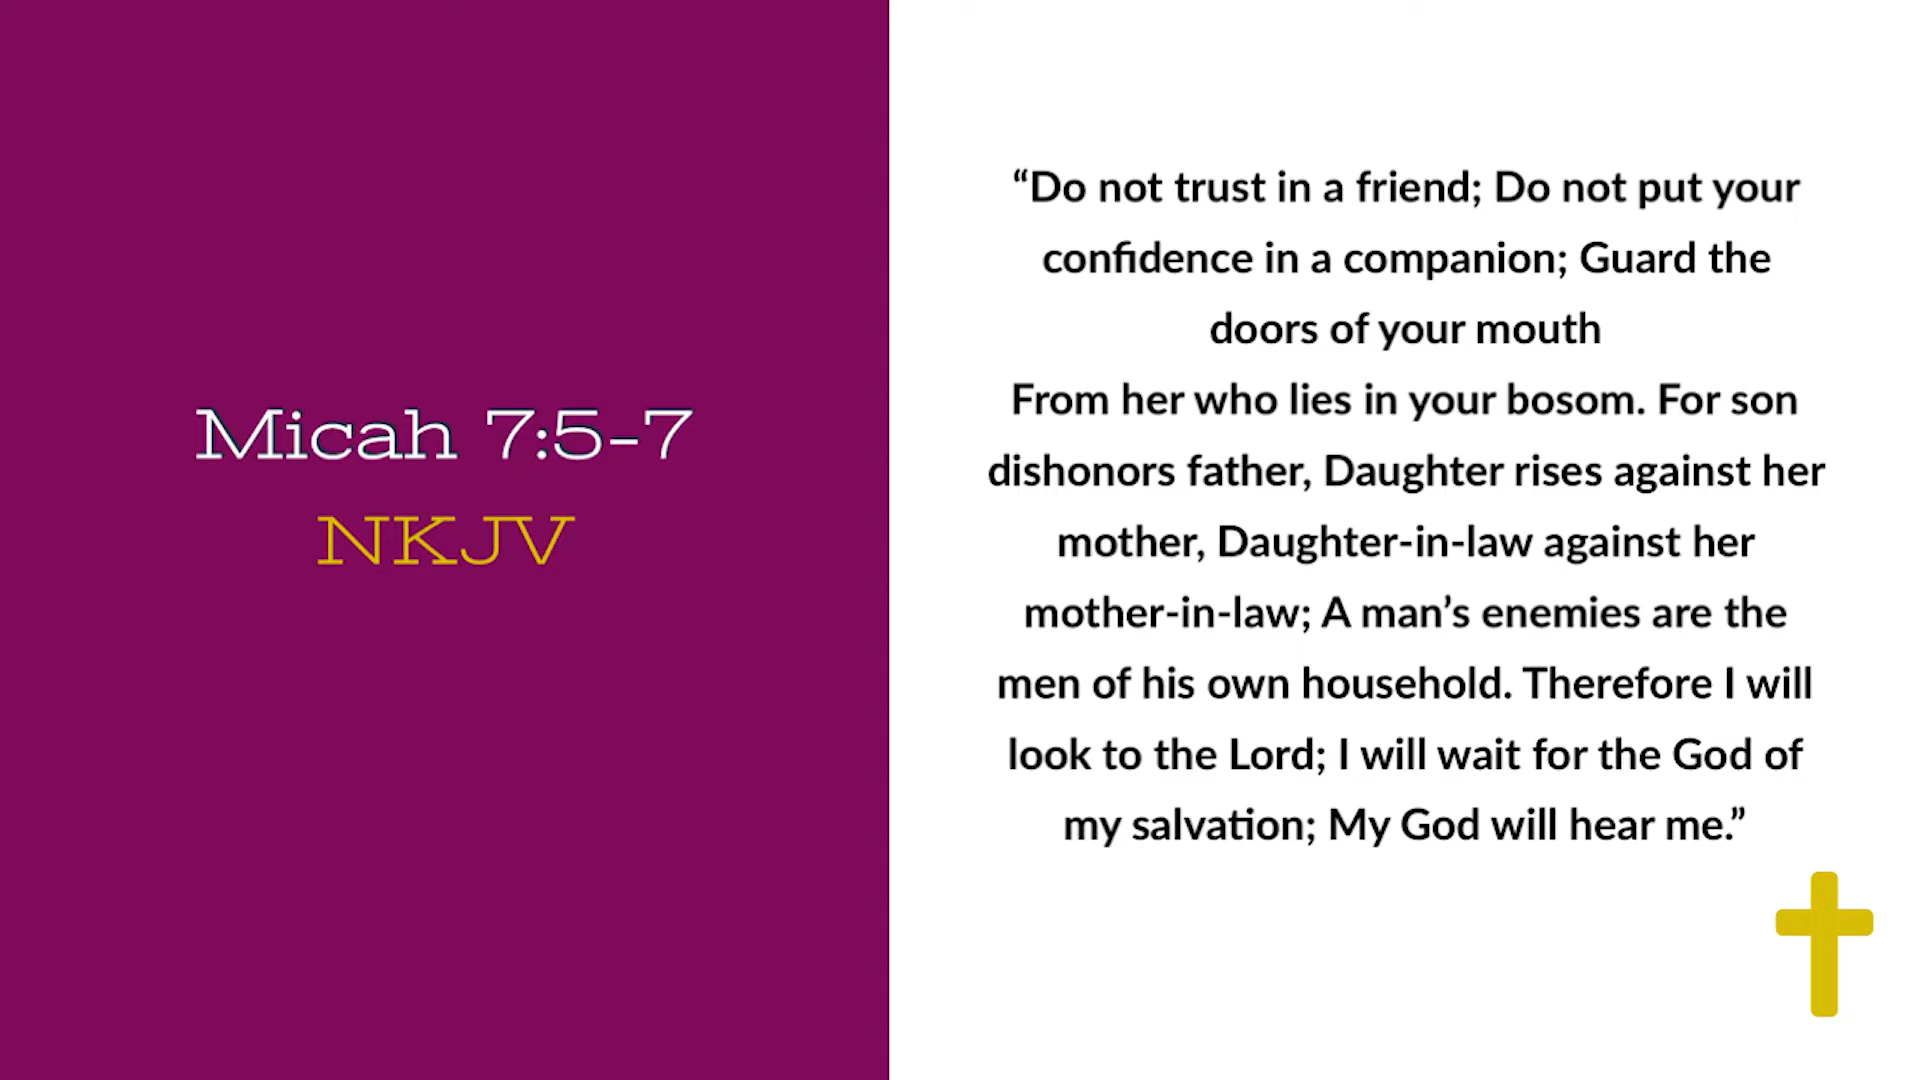 Micah 7:5-7
NKJV
“Do not trust in a friend; Do not put your
confidence in a companion; Guard the
doors of your mouth
From her who lies in your bosom. For son
dishonors father, Daughter rises against her
mother, Daughter-in-law against her
mother-in-law; A man’s enemies are the
men of his own household. Therefore I will
look to the Lord; I will wait for the God of
my salvation; My God will hear me.”